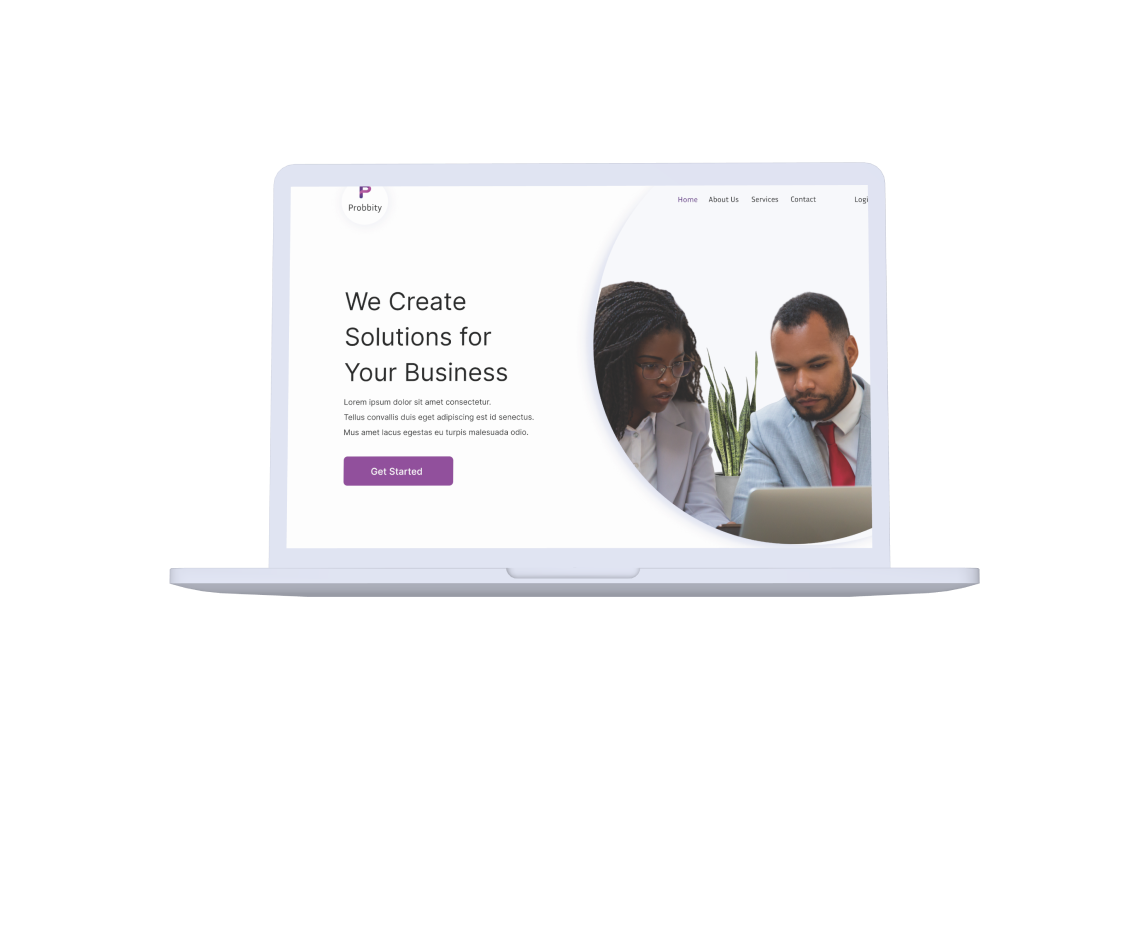 P
Probbity
Home About Us Services Contact Logi
We Create
Solutions for
Your Business
Lorem ipsum dolor sit amet consectetur.
Tellus convallis duis eget adipiscing est id senectus.
Mus amet iacus egestas eu turpis malesuada odio.
Get Started